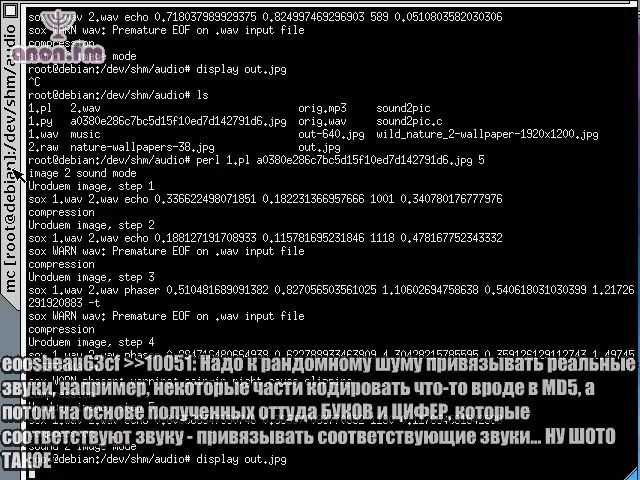 sox 1.wav 2.wav echo 0.718037989929375 0.824997469296903 589 0.0510803582030306
sox WARN wav: Premature EOF on .wav input file
compression
mode
anon.fm
root@debian:/dev/shm/audio# display out.jpg
^C
root@debian:/dev/shm/audio# ls
1.pl 2.wav orig.mp3 sound2pic
1.py a0380e286c7bc5d15f10ed7d142791d6.jpg orig.wav sound2pic.c
1.wav music out-640.jpg wild_nature_2-wallpaper-1920x1200.jpg
2.raw nature-wallpapers-38.jpg out.jpg
root@debian:/dev/shm/audio# perl 1.pl a0380e286c7bc5d15f10ed7d142791d6.jpg 5
image 2 sound mode
Uroduem image, step 1
sox 1.wav 2.wav echo 0.336622498071851 0.182231366957666 1001 0.340780176777976
compression
Uroduem image, step 2
sox 1.wav 2.wav echo 0.188127191708933 0.115781695231846 1118 0.478167752343332
sox WARN wav: Premature EOF on .wav input file
compression
Uroduem image, step 3
sox 1.wav 2.wav phaser 0.510481689091382 0.827056503561025 1.10602694758638 0.540618031030399 1.21726
291920883 -t
sox WARN wav: Premature EOF on .wav input file
compression
Uroduem image, step 4
sox 1.wav 2.wav phaser
eoosbeau63cf >>10051: Надо к рандомному шуму привязывать реальные
звуки, например, некоторые части кодировать что-то вроде в MD5, а
потом на основе полученных оттуда БУКОВ и ЦИФЕР, которые
соответствуют звуку - привязывать соответствующие звуки... НУ ШОТО
ТАКОЕ
@debian:/dev/shm/audio# display out.jpg
mc [root@debian]:/dev/shm/audio